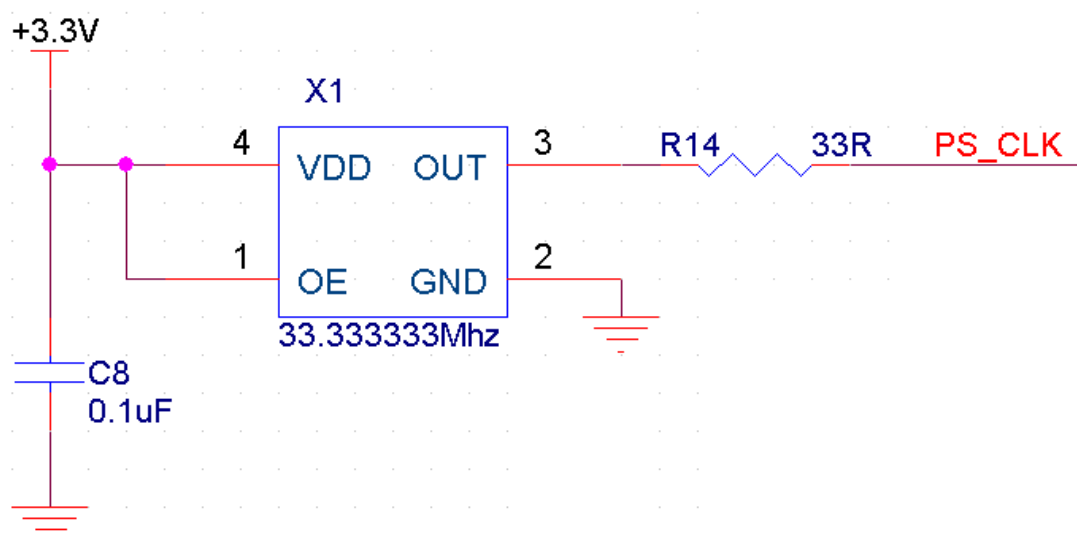 +3.3V
X1
4 VDD OUT 3 R14 33R PS_CLK
1 OE GND 2
33.333333Mhz
C8
0.1uF